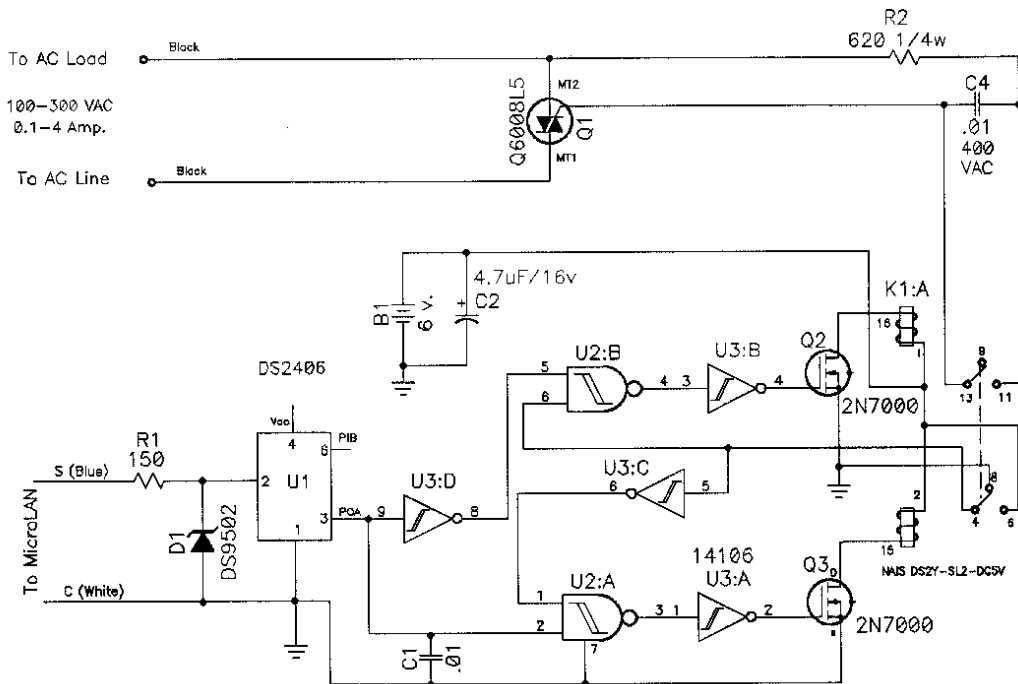 R2
620 1/4w
To AC Load
Black
MT2
C4
100-300 VAC
0.1-4 Amp.
Q6008L5
Q1
.01
400
VAC
MT1
To AC Line
Black
4.7uF/16v
+
C2
B1
6 v.
K1:A
16
1
Q2
2N7000
U2:B
5
6
4
U3:B
3
4
9
13
11
DS2406
Vcc
4
PIB
6
R1
150
S (Blue)
2
U1
3
POA
1
U3:D
9
8
U3:C
6
5
8
4
6
2
15
NAIS DS2Y-SL2-DC5V
To MicroLAN
D1
DS9502
C (White)
U2:A
1
2
3
7
14106
U3:A
1
2
Q3
2N7000
C1
.01